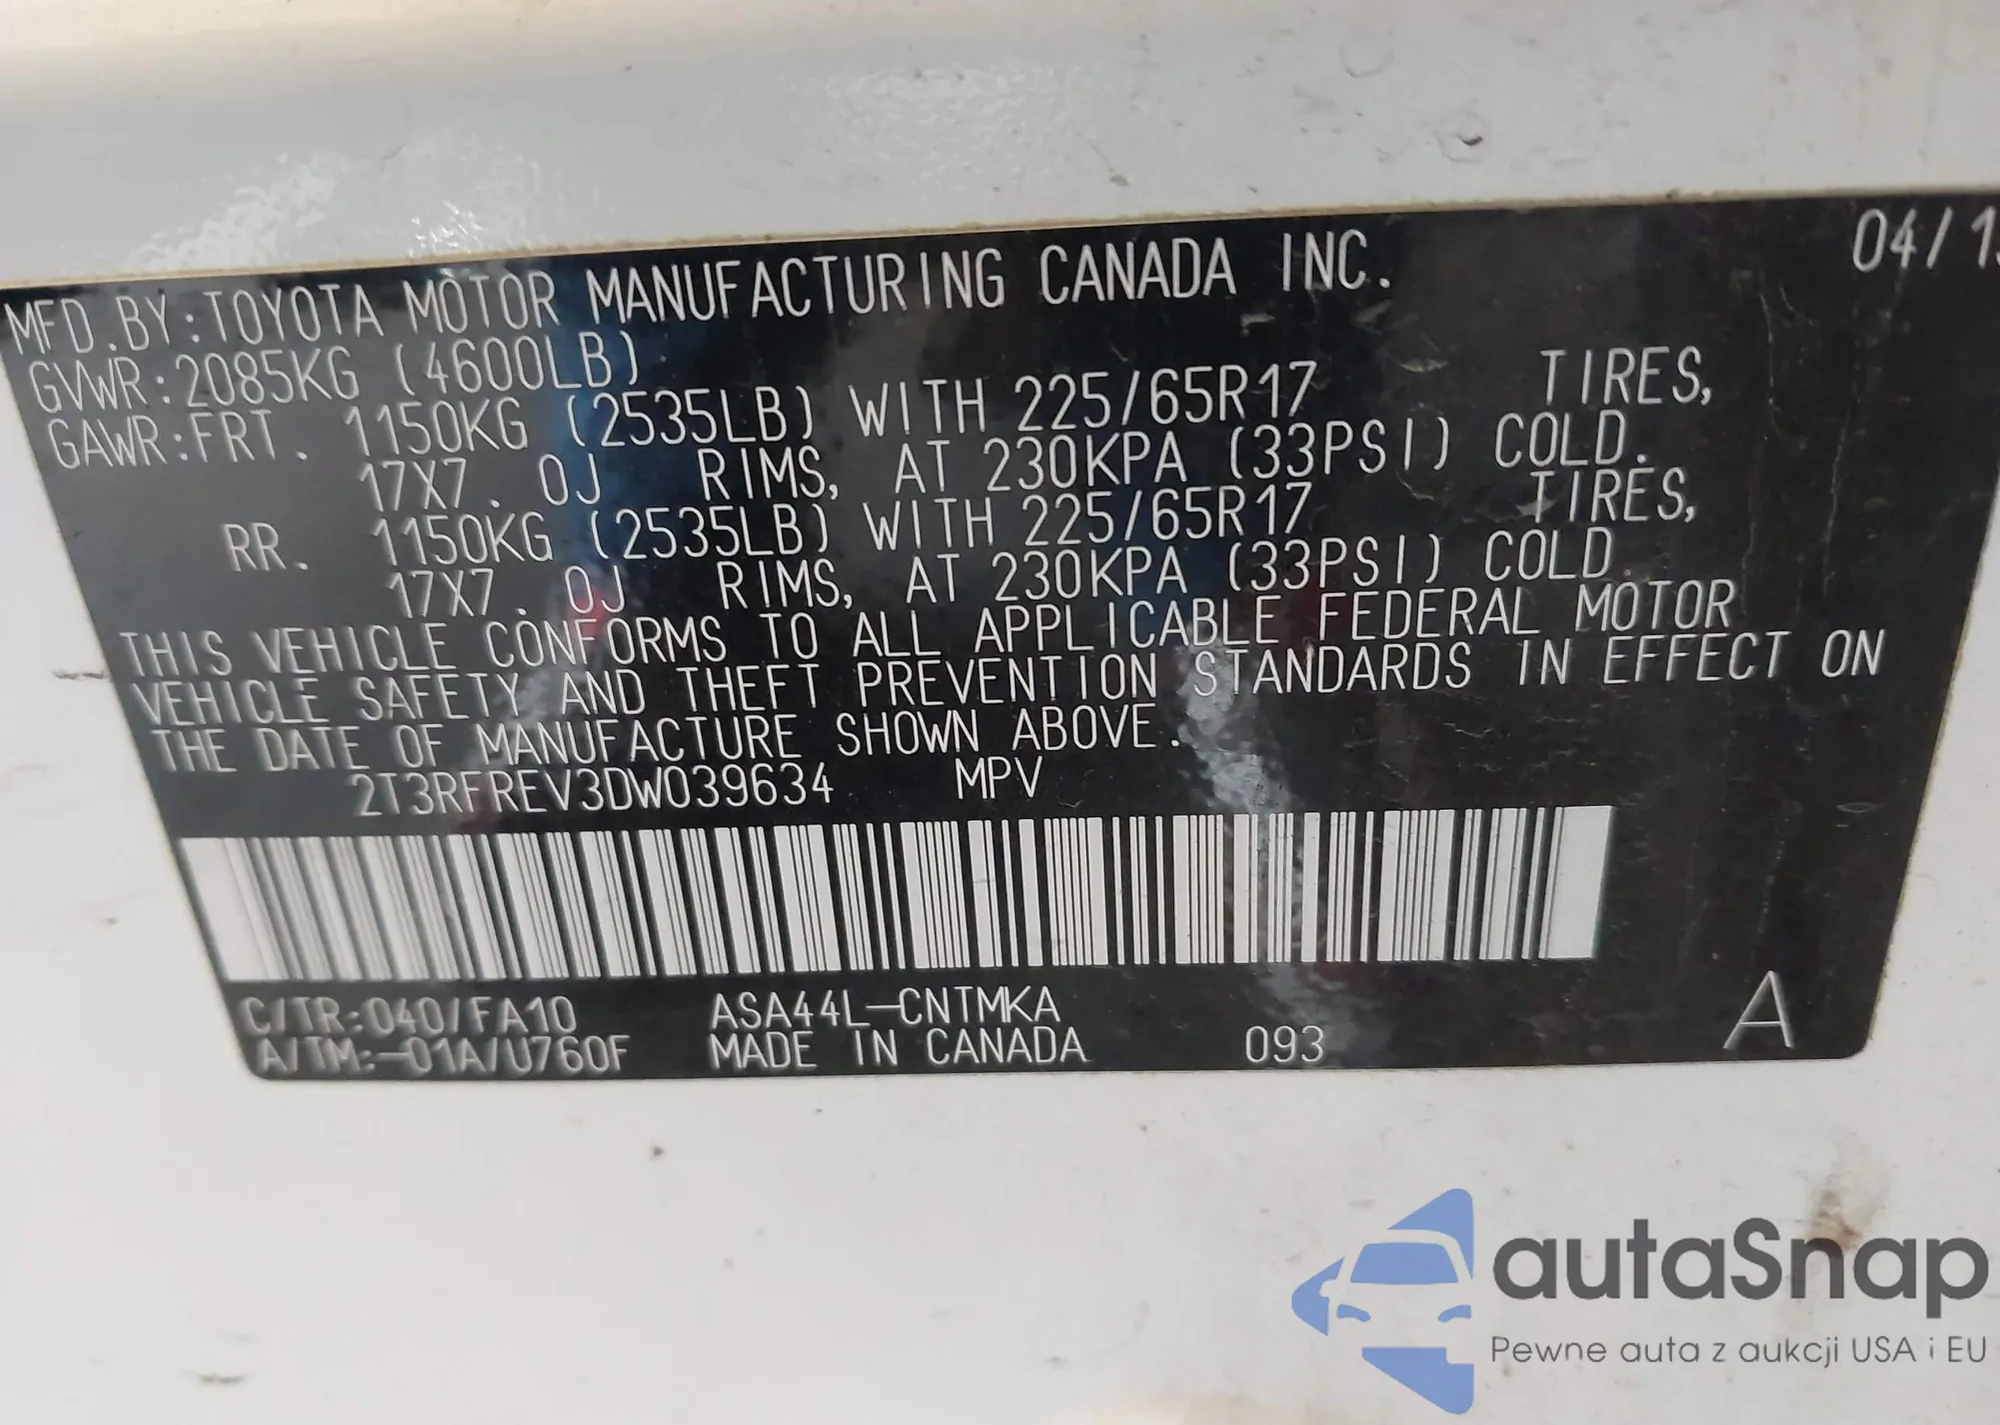 MFD.BY:TOYOTA MOTOR MANUFACTURING CANADA INC. 04/13
GVWR:2085KG (4600LB)
GAWR:FRT. 1150KG (2535LB) WITH 225/65R17 TIRES,
17X7.0J RIMS, AT 230KPA (33PSI) COLD.
RR. 1150KG (2535LB) WITH 225/65R17 TIRES,
17X7.0J RIMS, AT 230KPA (33PSI) COLD.
THIS VEHICLE CONFORMS TO ALL APPLICABLE FEDERAL MOTOR
VEHICLE SAFETY AND THEFT PREVENTION STANDARDS IN EFFECT ON
THE DATE OF MANUFACTURE SHOWN ABOVE.
2T3RFREV3DW039634 MPV
C/TR:040/FA10 ASA44L-CNTMKA
A/TM:-01A/U760F MADE IN CANADA 093 A
autaSnap
Pewne auta z aukcji USA i EU